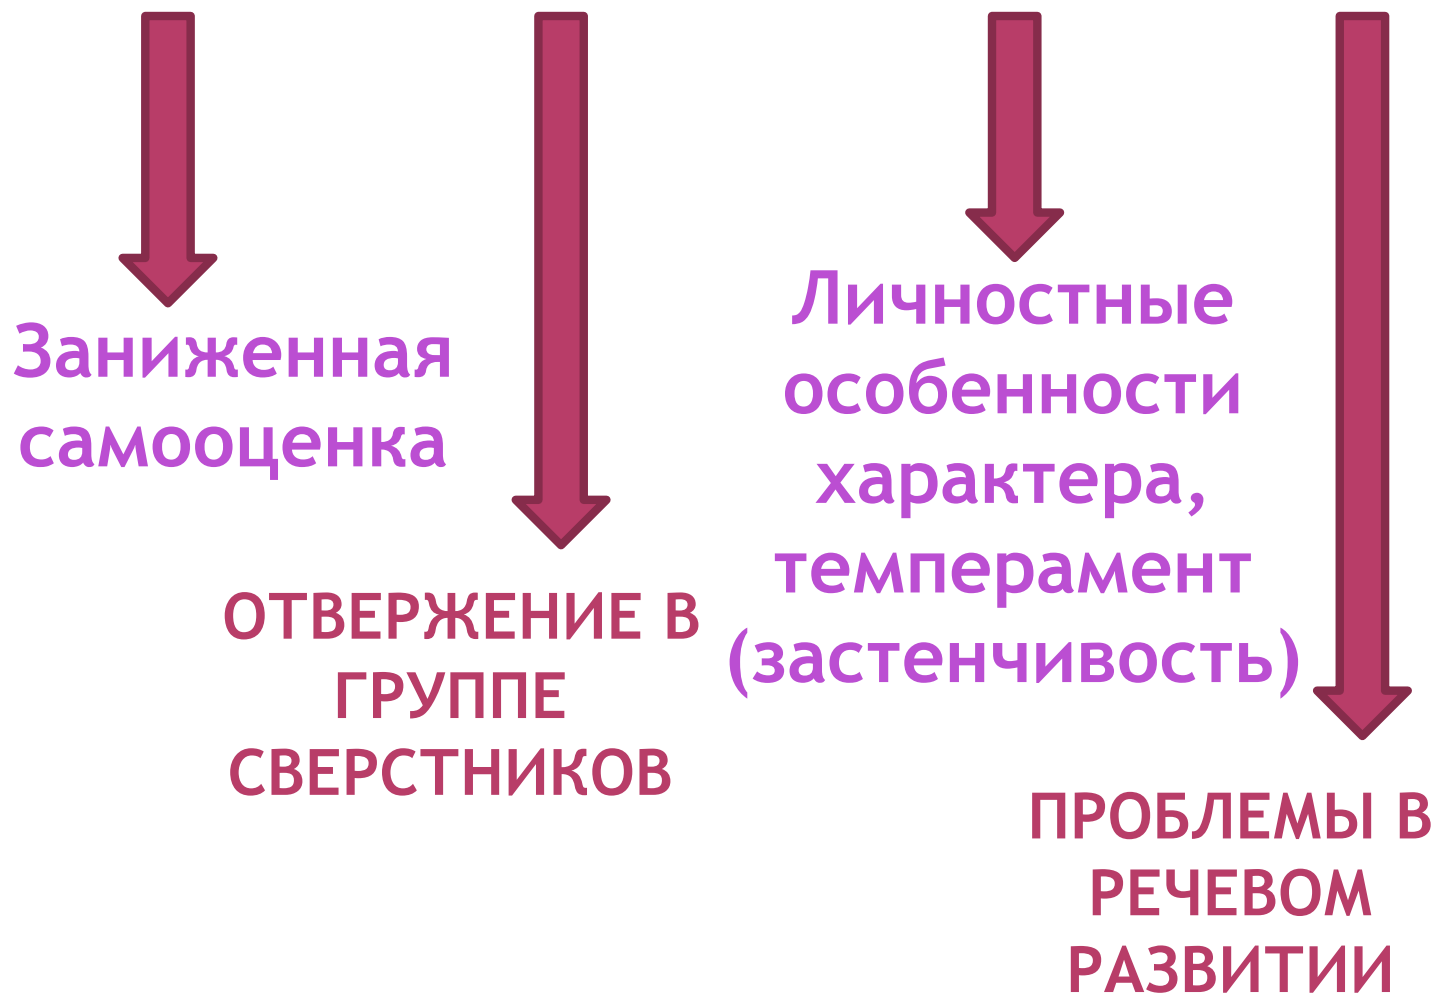 Заниженная
самооценка
ОТВЕРЖЕНИЕ В
ГРУППЕ
СВЕРСТНИКОВ
Личностные
особенности
характера,
темперамент
(застенчивость)
ПРОБЛЕМЫ В
РЕЧЕВОМ
РАЗВИТИИ